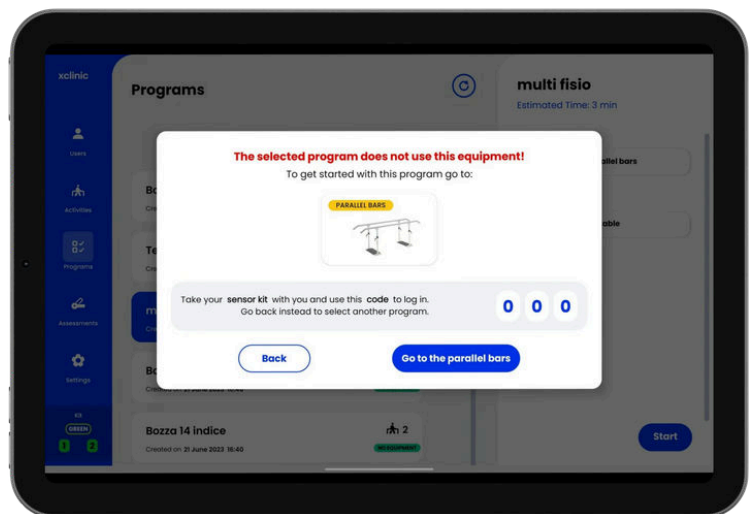 xclinic
Users
Activities
Programs
Assessments
Settings
Kit
GREEN
1 2
Programs
multi fisio
Estimated Time: 3 min
The selected program does not use this equipment!
To get started with this program go to:
PARALLEL BARS
Take your sensor kit with you and use this code to log in.
Go back instead to select another program.
0 0 0
Back
Go to the parallel bars
Bozza 14 indice
2
Created on 21 June 2023 16:40
NO EQUIPMENT
Start